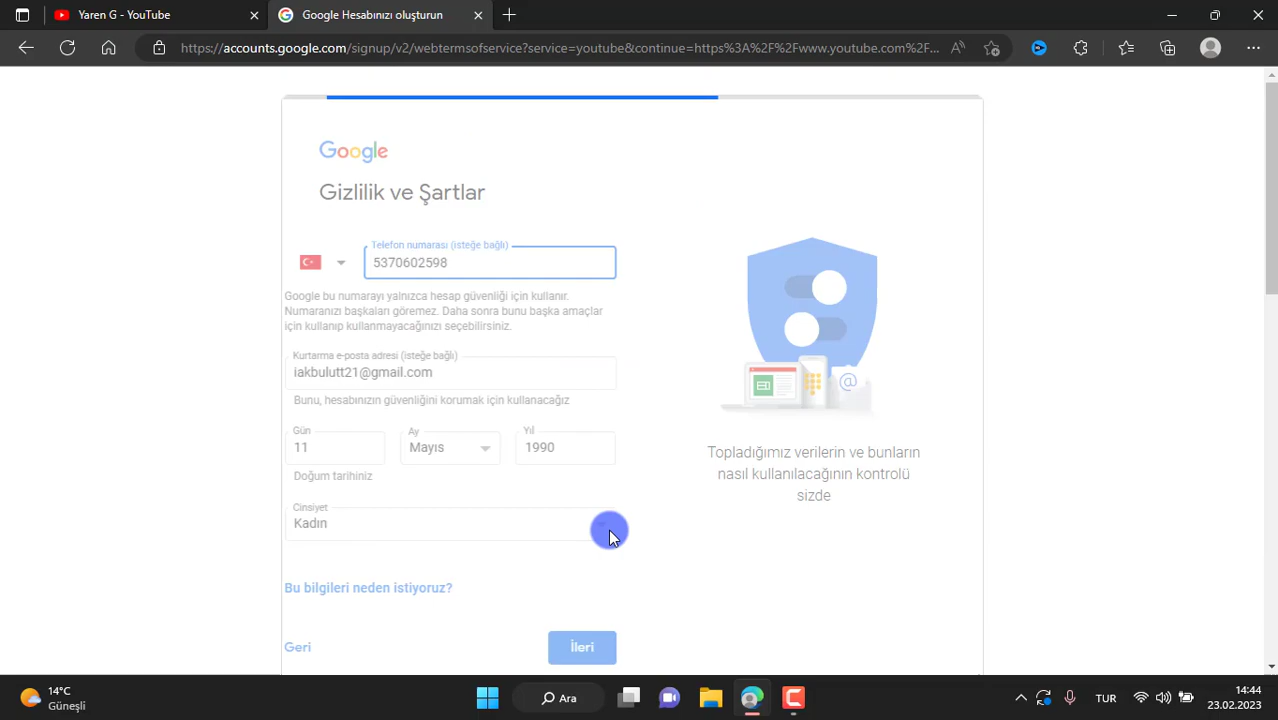 Yaren G - YouTube
Google Hesabınızı oluşturun
https://accounts.google.com/signup/v2/webtermsofservice?service=youtube&continue=https%3A%2F%2Fwww.youtube.com%2F...
Google
Gizlilik ve Şartlar
Telefon numarası (isteğe bağlı)
5370602598
Google bu numarayı yalnızca hesap güvenliği için kullanır.
Numaranızı başkaları göremez. Daha sonra bunu başka amaçlar
için kullanıp kullanmayacağınızı seçebilirsiniz.
Kurtarma e-posta adresi (isteğe bağlı)
iakbulutt21@gmail.com
Bunu, hesabınızın güvenliğini korumak için kullanacağız
Gün
11
Ay
Mayıs
Yıl
1990
Doğum tarihiniz
Cinsiyet
Kadın
Bu bilgileri neden istiyoruz?
Geri
İleri
Topladığımız verilerin ve bunların
nasıl kullanılacağının kontrolü
sizde
14°C
Güneşli
Ara
TUR
14:44
23.02.2023